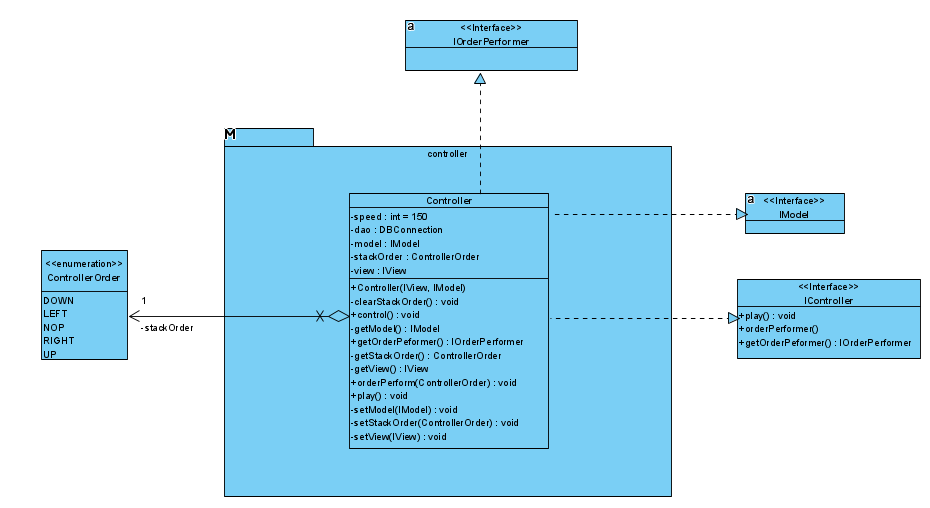 a
<<Interface>>
IOrderPerformer
M
controller
Controller
-speed : int = 150
-dao : DBConnection
-model : IModel
-stackOrder : ControllerOrder
-view : IView
+Controller(IView, IModel)
-clearStackOrder() : void
+control() : void
-getModel() : IModel
+getOrderPeformer() : IOrderPerformer
-getStackOrder() : ControllerOrder
-getView() : IView
+orderPerform(ControllerOrder) : void
+play() : void
-setModel(IModel) : void
-setStackOrder(ControllerOrder) : void
-setView(IView) : void
a
<<Interface>>
IModel
<<enumeration>>
ControllerOrder
DOWN
LEFT
NOP
RIGHT
UP
1
-stackOrder
<<Interface>>
IController
+play() : void
+orderPerformer()
+getOrderPeformer() : IOrderPerformer